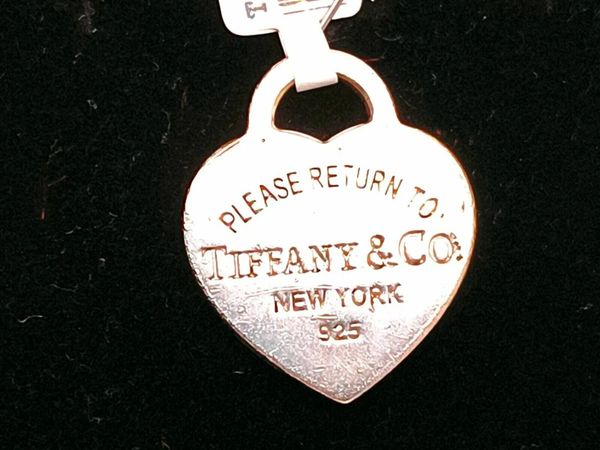 PLEASE RETURN TO
TIFFANY & CO.
NEW YORK
925